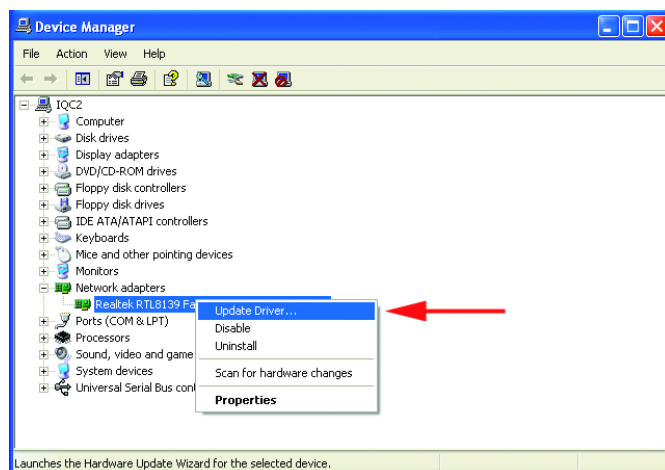 Device Manager
File Action View Help
IQC2
Computer
Disk drives
Display adapters
DVD/CD-ROM drives
Floppy disk controllers
Floppy disk drives
IDE ATA/ATAPI controllers
Keyboards
Mice and other pointing devices
Monitors
Network adapters
Realtek RTL8139 Fa
Update Driver...
Ports (COM & LPT)
Disable
Processors
Uninstall
Sound, video and game
System devices
Scan for hardware changes
Universal Serial Bus con
Properties
Launches the Hardware Update Wizard for the selected device.